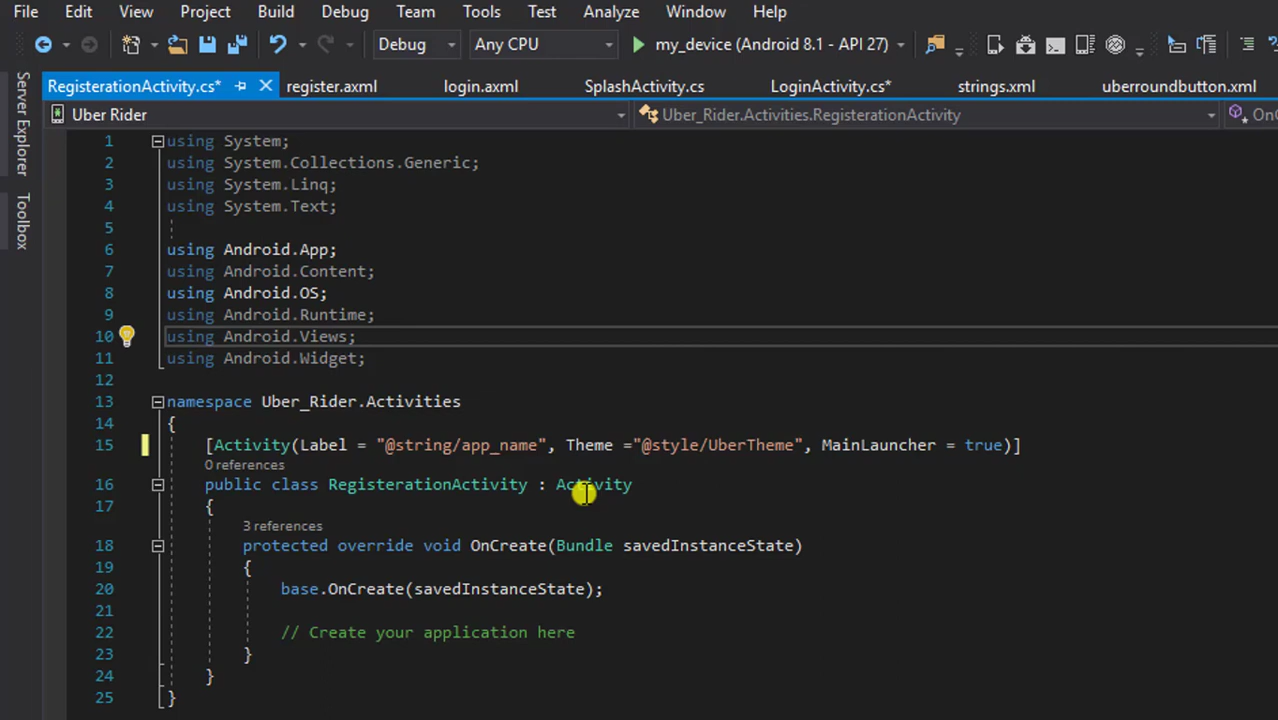 File Edit View Project Build Debug Team Tools Test Analyze Window Help
Debug Any CPU my_device (Android 8.1 - API 27)
RegisterationActivity.cs* register.axml login.axml SplashActivity.cs LoginActivity.cs* strings.xml uberroundbutton.xml
Server Explorer
Toolbox
Uber Rider Uber_Rider.Activities.RegisterationActivity OnC
1 using System;
2 using System.Collections.Generic;
3 using System.Linq;
4 using System.Text;
5
6 using Android.App;
7 using Android.Content;
8 using Android.OS;
9 using Android.Runtime;
10 using Android.Views;
11 using Android.Widget;
12
13 namespace Uber_Rider.Activities
14 {
15 [Activity(Label = "@string/app_name", Theme ="@style/UberTheme", MainLauncher = true)]
0 references
16 public class RegisterationActivity : Activity
17 {
3 references
18 protected override void OnCreate(Bundle savedInstanceState)
19 {
20 base.OnCreate(savedInstanceState);
21
22 // Create your application here
23 }
24 }
25 }